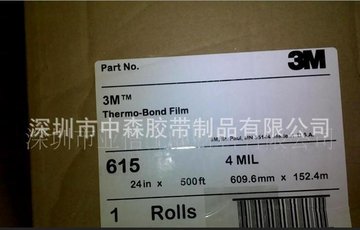 Part No.
3M
3M™
Thermo-Bond Film
深圳市中森胶带制品有限公司
615
4 MIL
24in x 500ft
609.6mm x 152.4m
1 Rolls